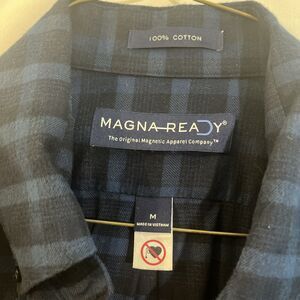 100% COTTON
MAGNA READY®
The Original Magnetic Apparel Company™
M
MADE IN VIETNAM